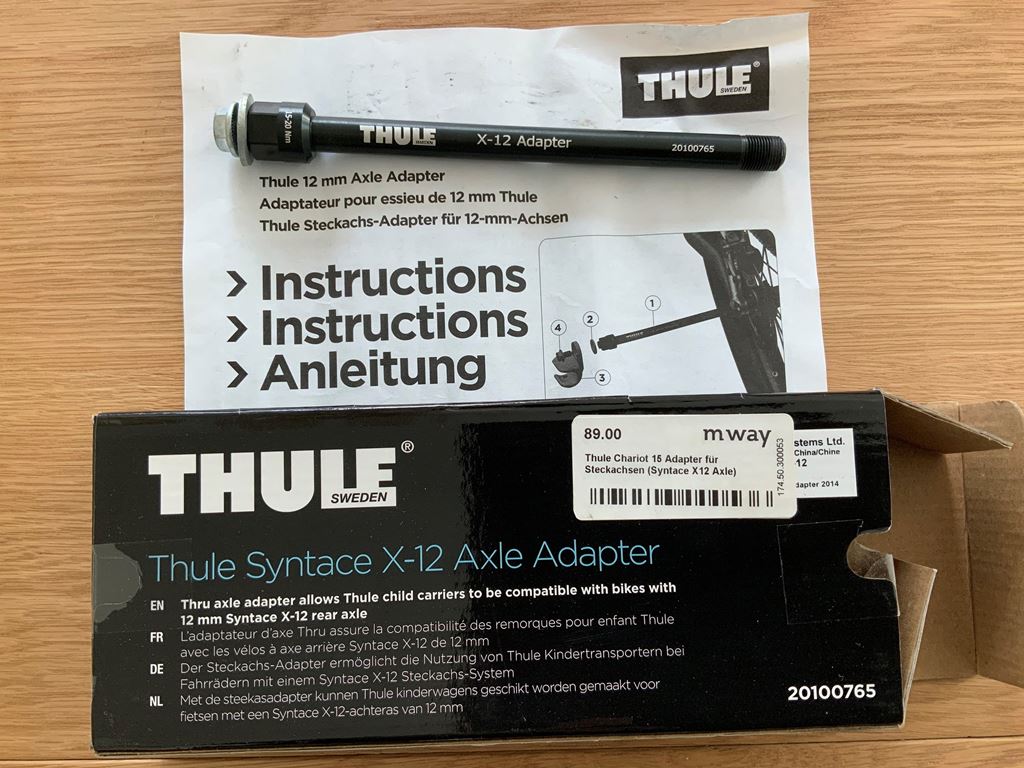 THULE®
SWEDEN
15-20 Nm
THULE
SWEDEN
X-12 Adapter
20100765
Thule 12 mm Axle Adapter
Adaptateur pour essieu de 12 mm Thule
Thule Steckachs-Adapter für 12-mm-Achsen
> Instructions
> Instructions
> Anleitung
1
2
4
3
THULE®
SWEDEN
89.00
mway
Thule Chariot 15 Adapter für
Steckachsen (Syntace X12 Axle)
174.50.300053
stems Ltd.
China/Chine
12
dapter 2014
Thule Syntace X-12 Axle Adapter
EN Thru axle adapter allows Thule child carriers to be compatible with bikes with
12 mm Syntace X-12 rear axle
FR L'adaptateur d'axe Thru assure la compatibilité des remorques pour enfant Thule
avec les vélos à axe arrière Syntace X-12 de 12 mm
DE Der Steckachs-Adapter ermöglicht die Nutzung von Thule Kindertransportern bei
Fahrrädern mit einem Syntace X-12 Steckachs-System
NL Met de steekasadapter kunnen Thule kinderwagens geschikt worden gemaakt voor
fietsen met een Syntace X-12-achteras van 12 mm
20100765